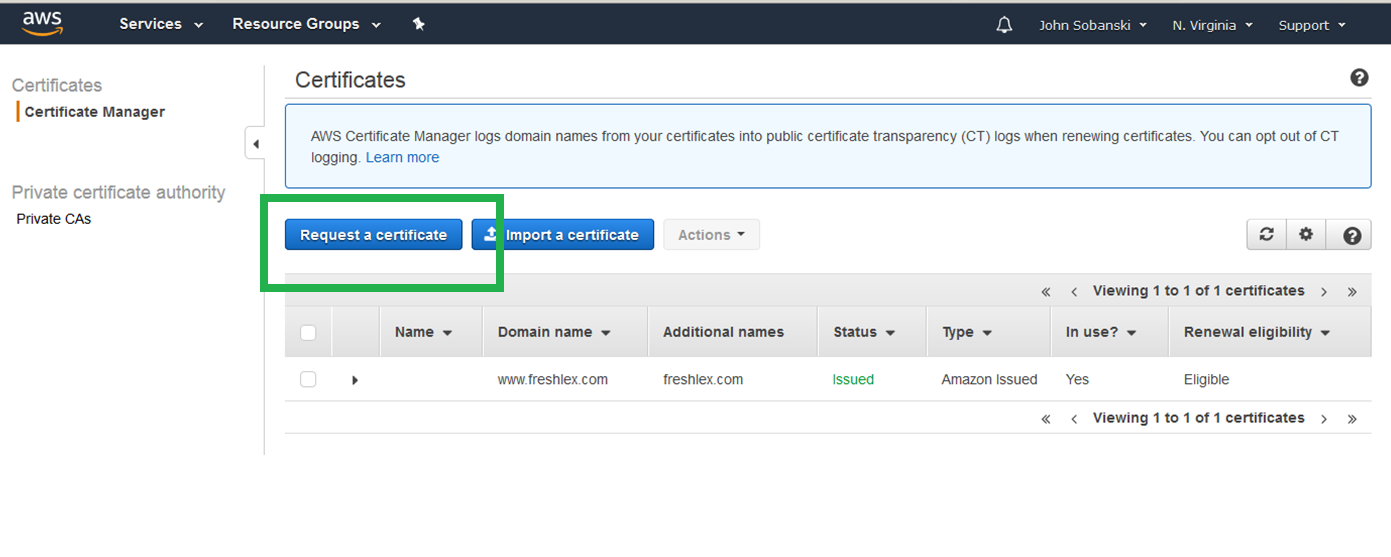 aws Services Resource Groups John Sobanski N. Virginia Support
Certificates
Certificate Manager
Private certificate authority
Private CAs
Certificates
AWS Certificate Manager logs domain names from your certificates into public certificate transparency (CT) logs when renewing certificates. You can opt out of CT
logging. Learn more
Request a certificate Import a certificate Actions
« ‹ Viewing 1 to 1 of 1 certificates › »
Name Domain name Additional names Status Type In use? Renewal eligibility
www.freshlex.com freshlex.com Issued Amazon Issued Yes Eligible
« ‹ Viewing 1 to 1 of 1 certificates › »